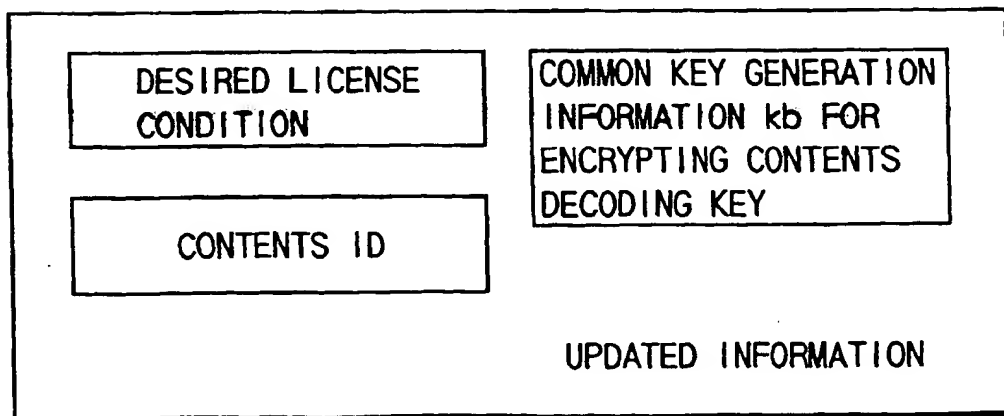 DESIRED LICENSE
CONDITION
COMMON KEY GENERATION
INFORMATION kb FOR
ENCRYPTING CONTENTS
DECODING KEY
CONTENTS ID
UPDATED INFORMATION